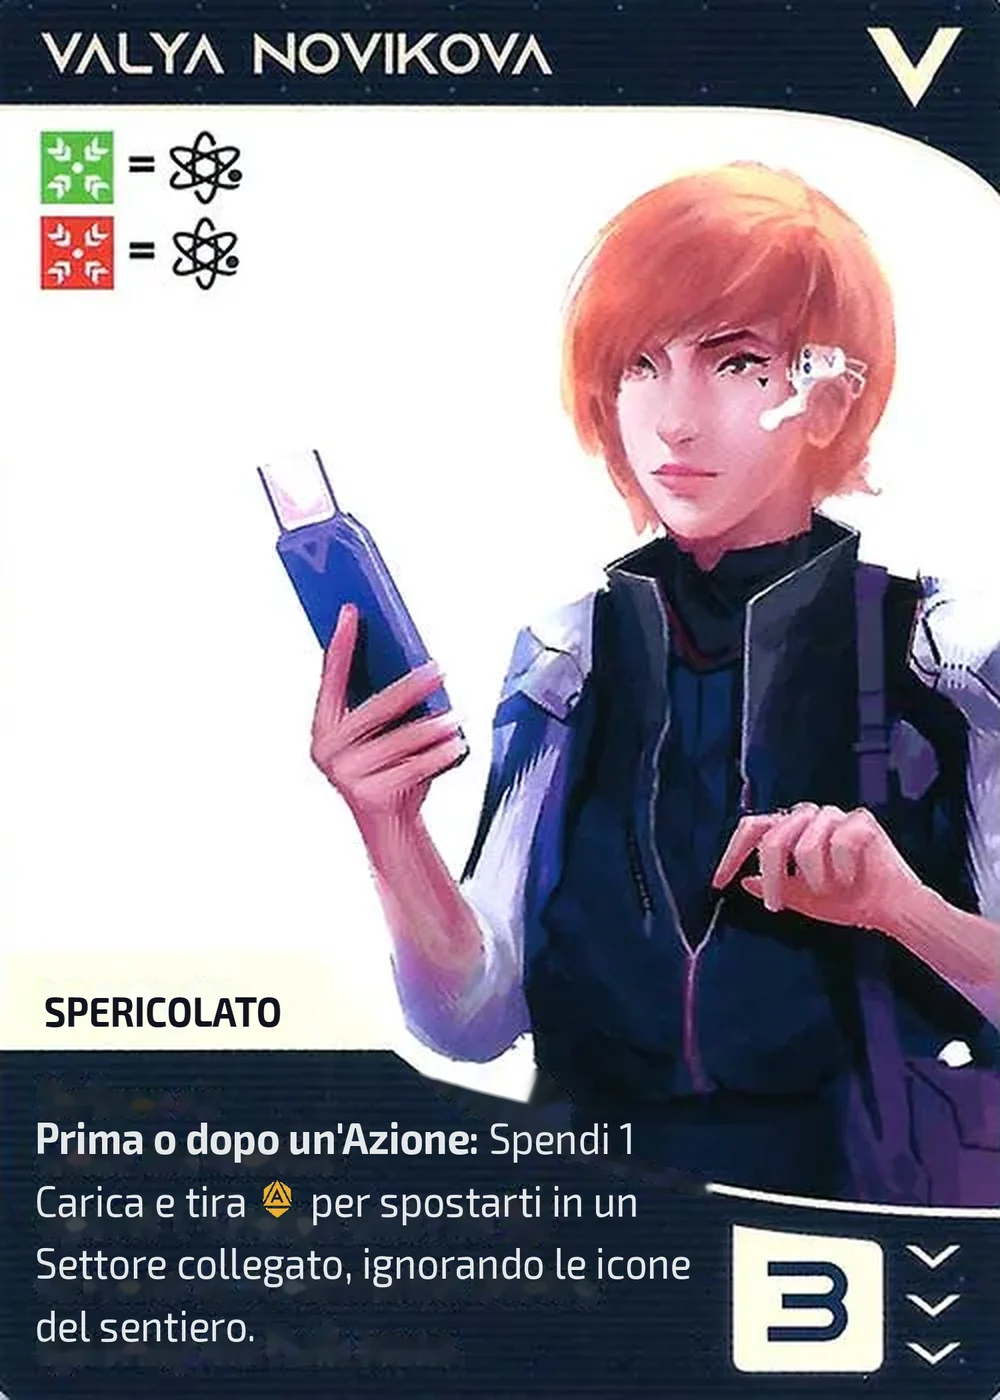 VALYA NOVIKOVA
V
=
=
SPERICOLATO
Prima o dopo un'Azione: Spendi 1
Carica e tira A per spostarti in un
Settore collegato, ignorando le icone
del sentiero.
3